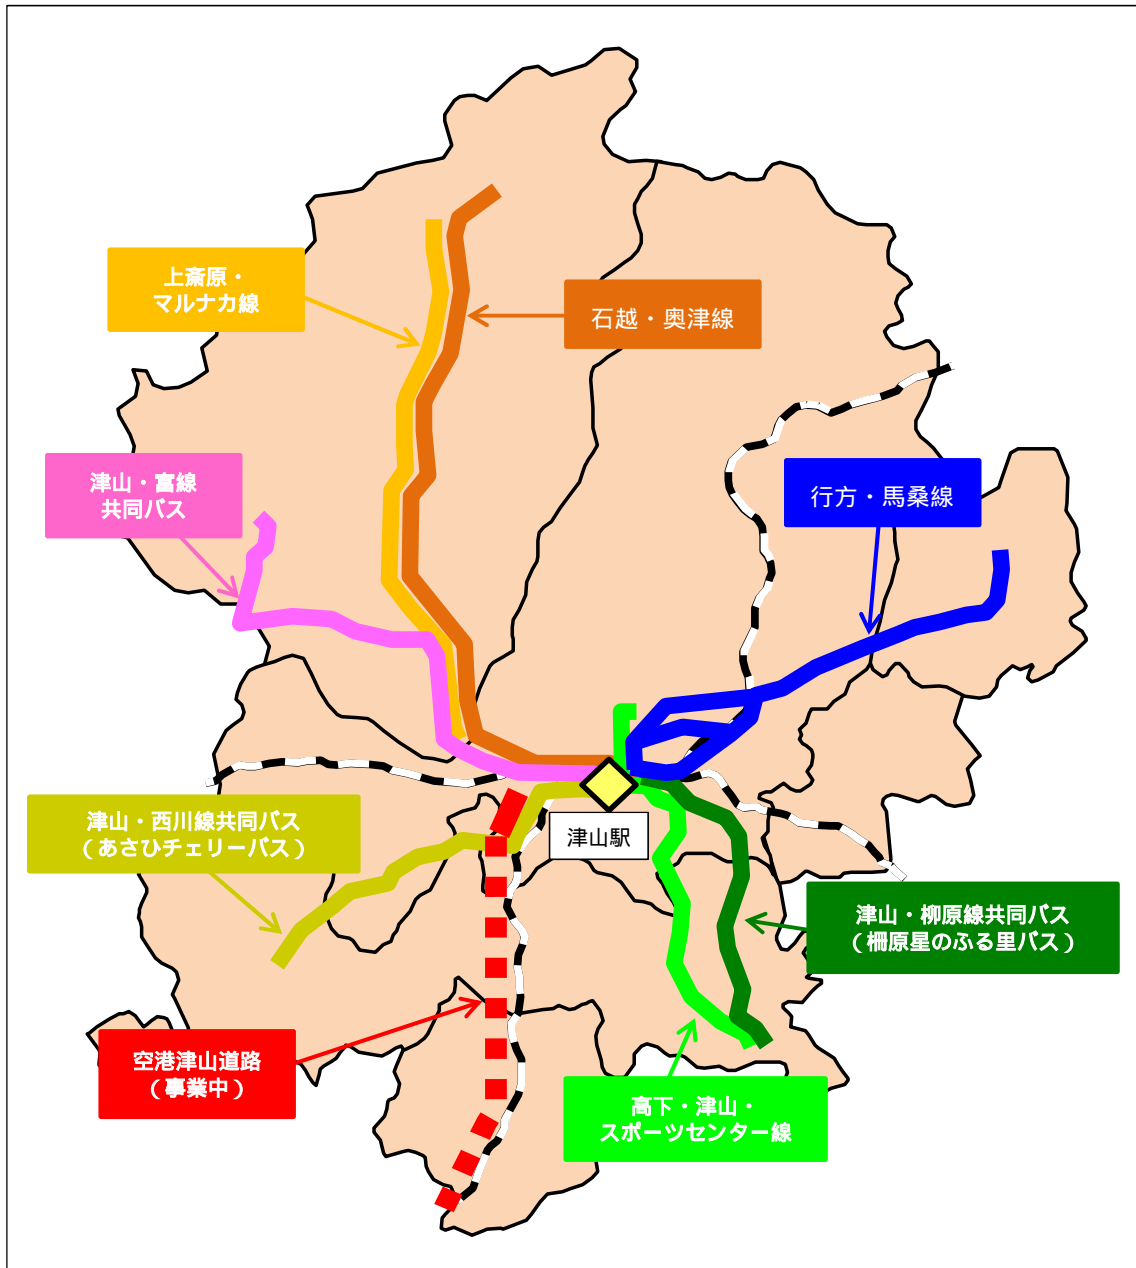 上斎原・
マルナカ線
石越・奥津線
津山・富線
共同バス
行方・馬桑線
津山駅
津山・西川線共同バス
（あさひチェリーバス）
津山・柳原線共同バス
（柵原星のふる里バス）
空港津山道路
（事業中）
高下・津山・
スポーツセンター線